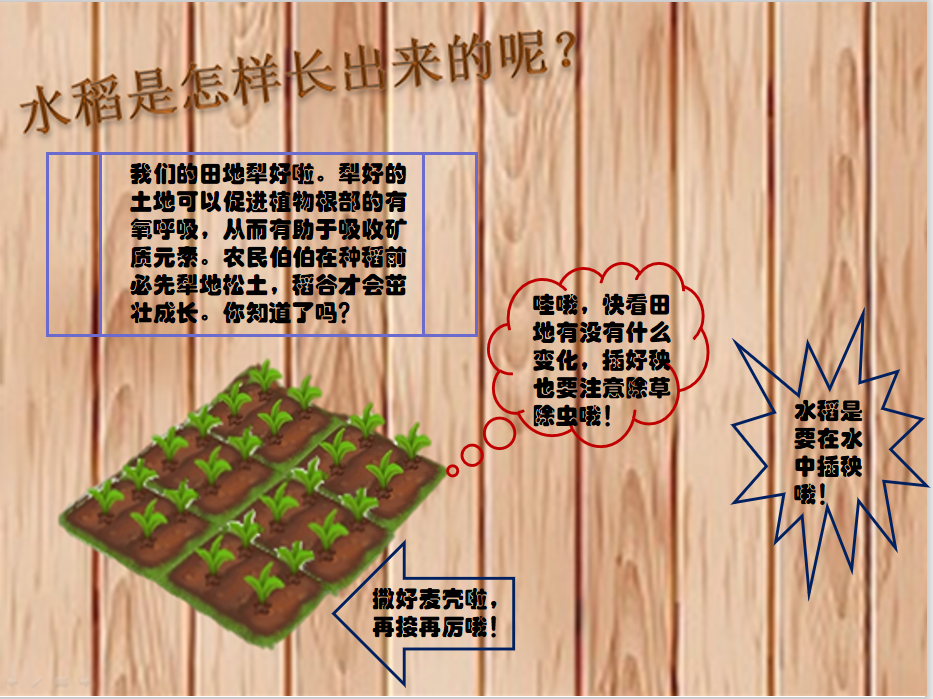 水稻是怎样长出来的呢？
我们的田地犁好啦。犁好的
土地可以促进植物根部的有
氧呼吸，从而有助于吸收矿
质元素。农民伯伯在种稻前
必先犁地松土，稻谷才会茁
壮成长。你知道了吗？
哇哦，快看田
地有没有什么
变化，插好秧
也要注意除草
除虫哦！
水稻是
要在水
中插秧
哦！
撒好麦壳啦，
再接再厉哦！